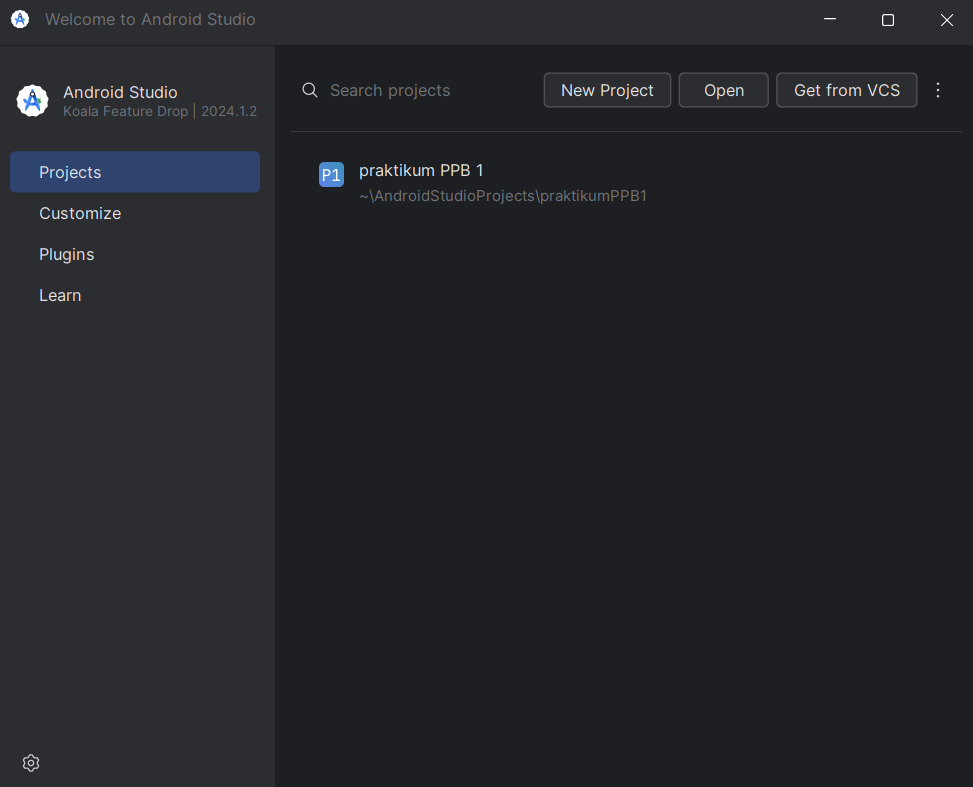 Welcome to Android Studio
Android Studio
Koala Feature Drop | 2024.1.2
Projects
Customize
Plugins
Learn
Search projects
New Project
Open
Get from VCS
P1
praktikum PPB 1
~\AndroidStudioProjects\praktikumPPB1